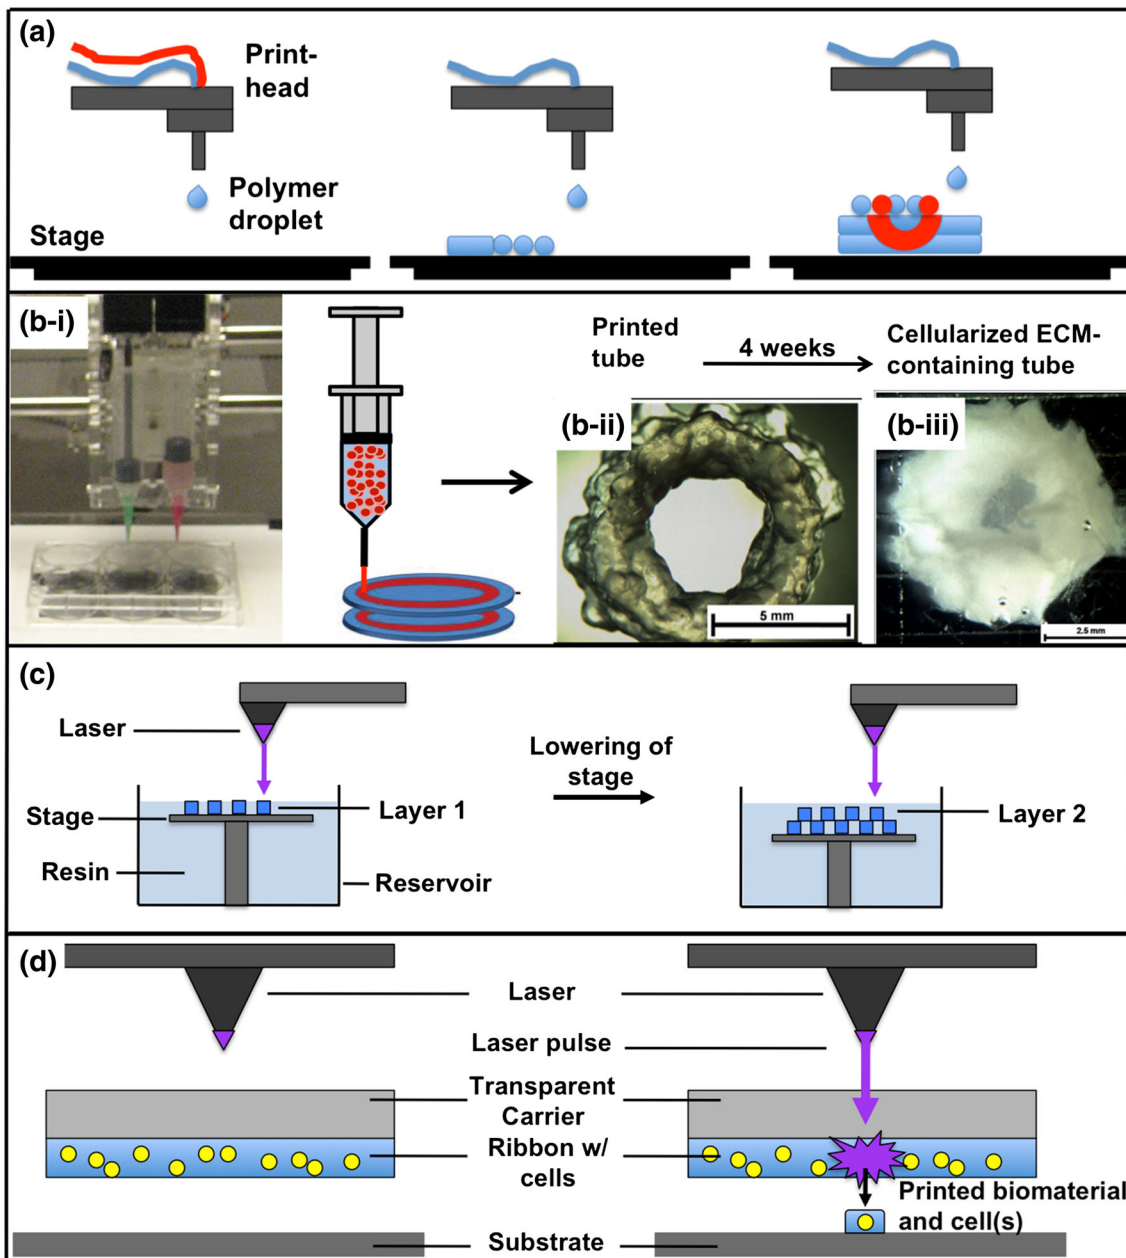 (a)
Print-
head
Polymer
droplet
Stage
(b-i)
Printed
tube
4 weeks
Cellularized ECM-
containing tube
(b-ii)
5 mm
(b-iii)
2.5 mm
(c)
Laser
Stage
Resin
Layer 1
Reservoir
Lowering of
stage
Layer 2
(d)
Laser
Laser pulse
Transparent
Carrier
Ribbon w/
cells
Printed biomaterial
and cell(s)
Substrate